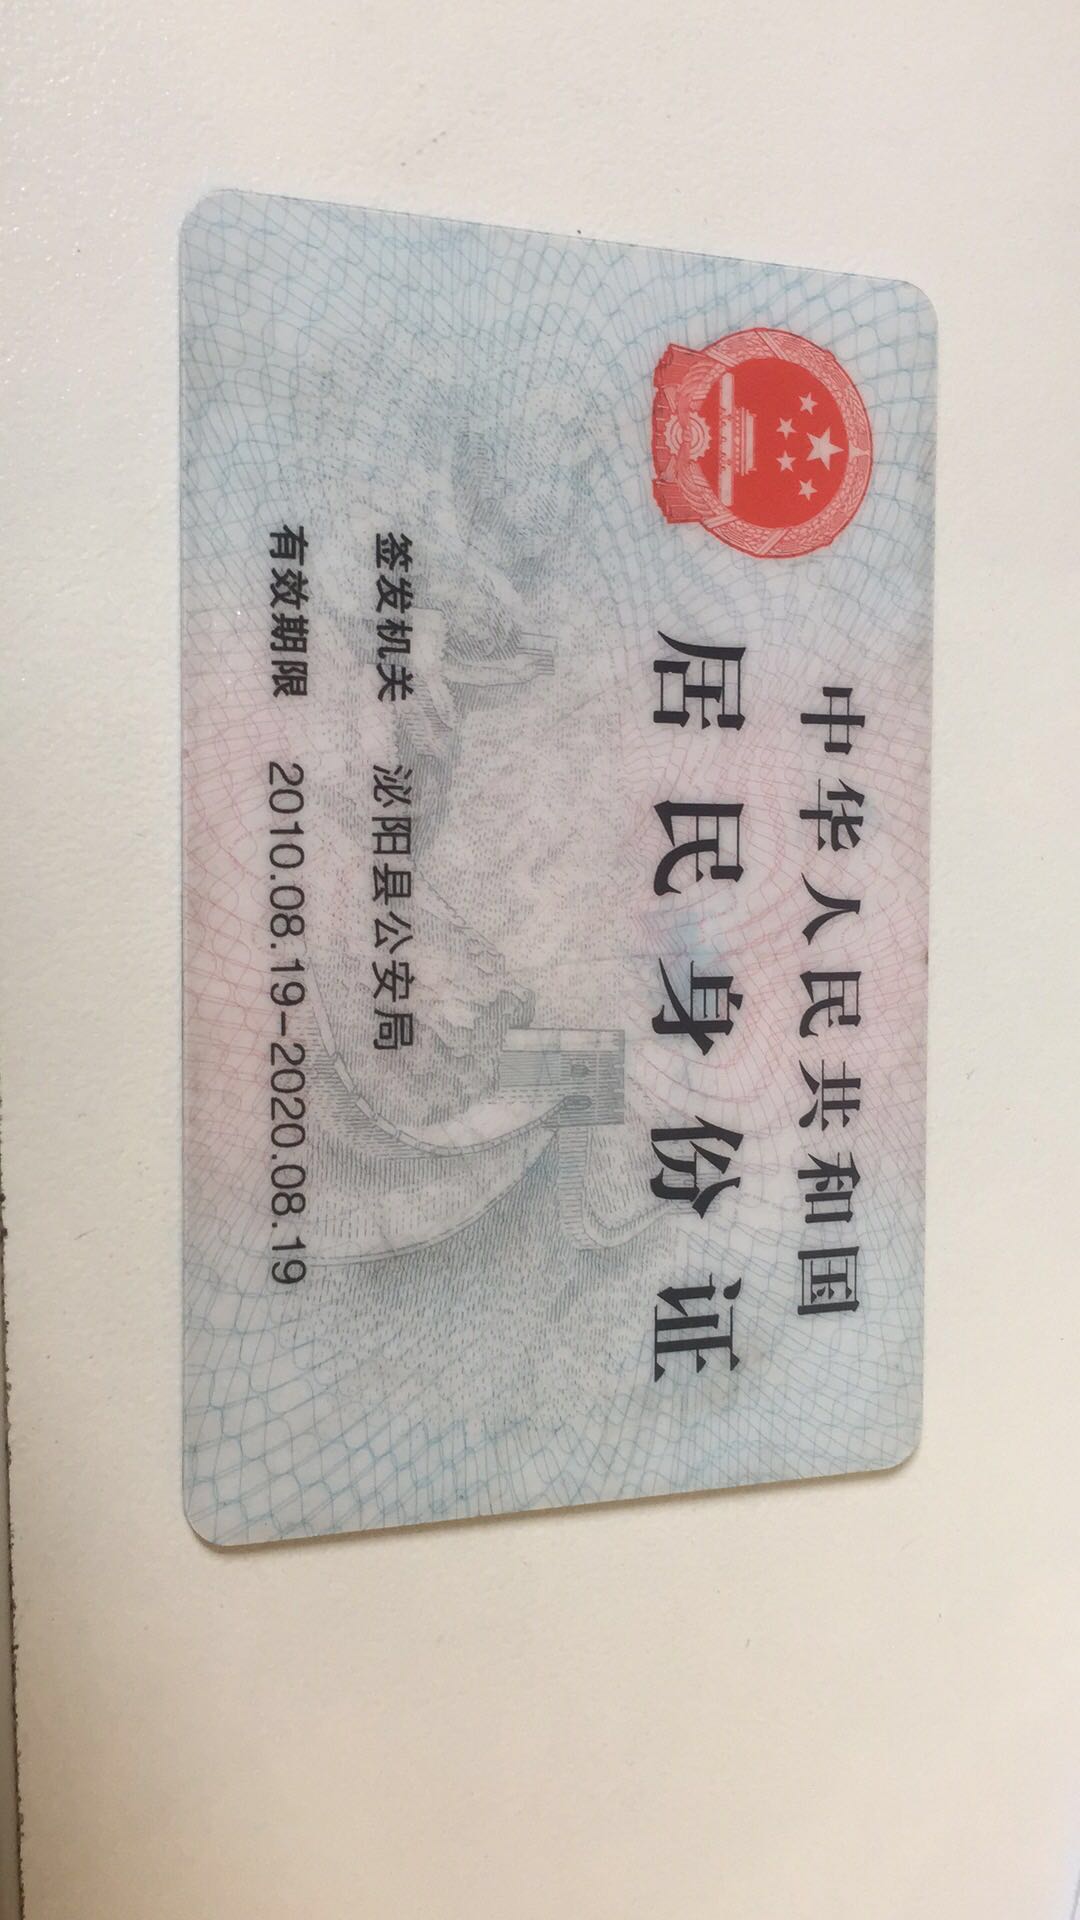 中华人民共和国
居民身份证
签发机关 泌阳县公安局
有效期限 2010.08.19-2020.08.19